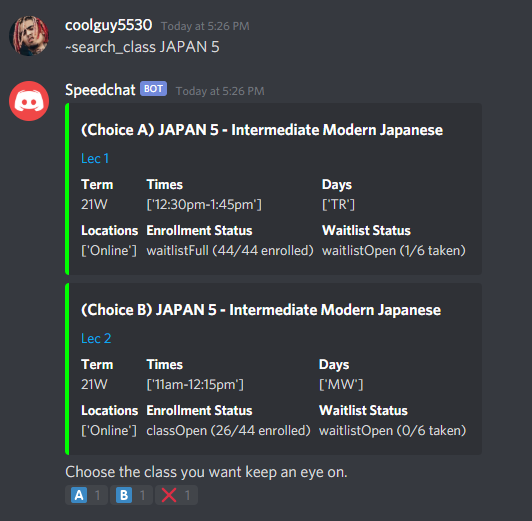 coolguy5530 Today at 5:26 PM
~search_class JAPAN 5
Speedchat BOT Today at 5:26 PM
(Choice A) JAPAN 5 - Intermediate Modern Japanese
Lec 1
Term Times Days
21W ['12:30pm-1:45pm'] ['TR']
Locations Enrollment Status Waitlist Status
['Online'] waitlistFull (44/44 enrolled) waitlistOpen (1/6 taken)
(Choice B) JAPAN 5 - Intermediate Modern Japanese
Lec 2
Term Times Days
21W ['11am-12:15pm'] ['MW']
Locations Enrollment Status Waitlist Status
['Online'] classOpen (26/44 enrolled) waitlistOpen (0/6 taken)
Choose the class you want keep an eye on.
A 1 B 1 ❌ 1